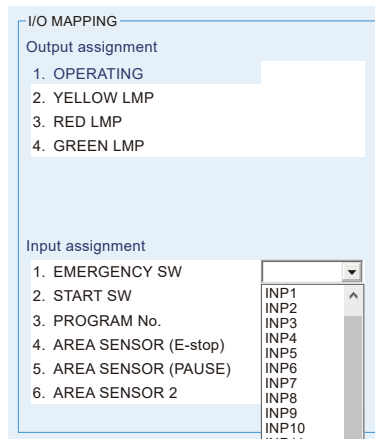 I/O MAPPING
Output assignment
1. OPERATING
2. YELLOW LMP
3. RED LMP
4. GREEN LMP
Input assignment
1. EMERGENCY SW
2. START SW
3. PROGRAM No.
4. AREA SENSOR (E-stop)
5. AREA SENSOR (PAUSE)
6. AREA SENSOR 2
INP1
INP2
INP3
INP4
INP5
INP6
INP7
INP8
INP9
INP10